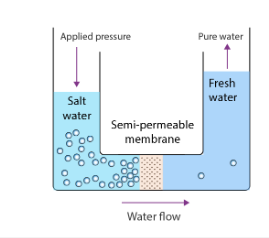 Applied pressure
Pure water
Salt
water
Fresh
water
Semi-permeable
membrane
Water flow